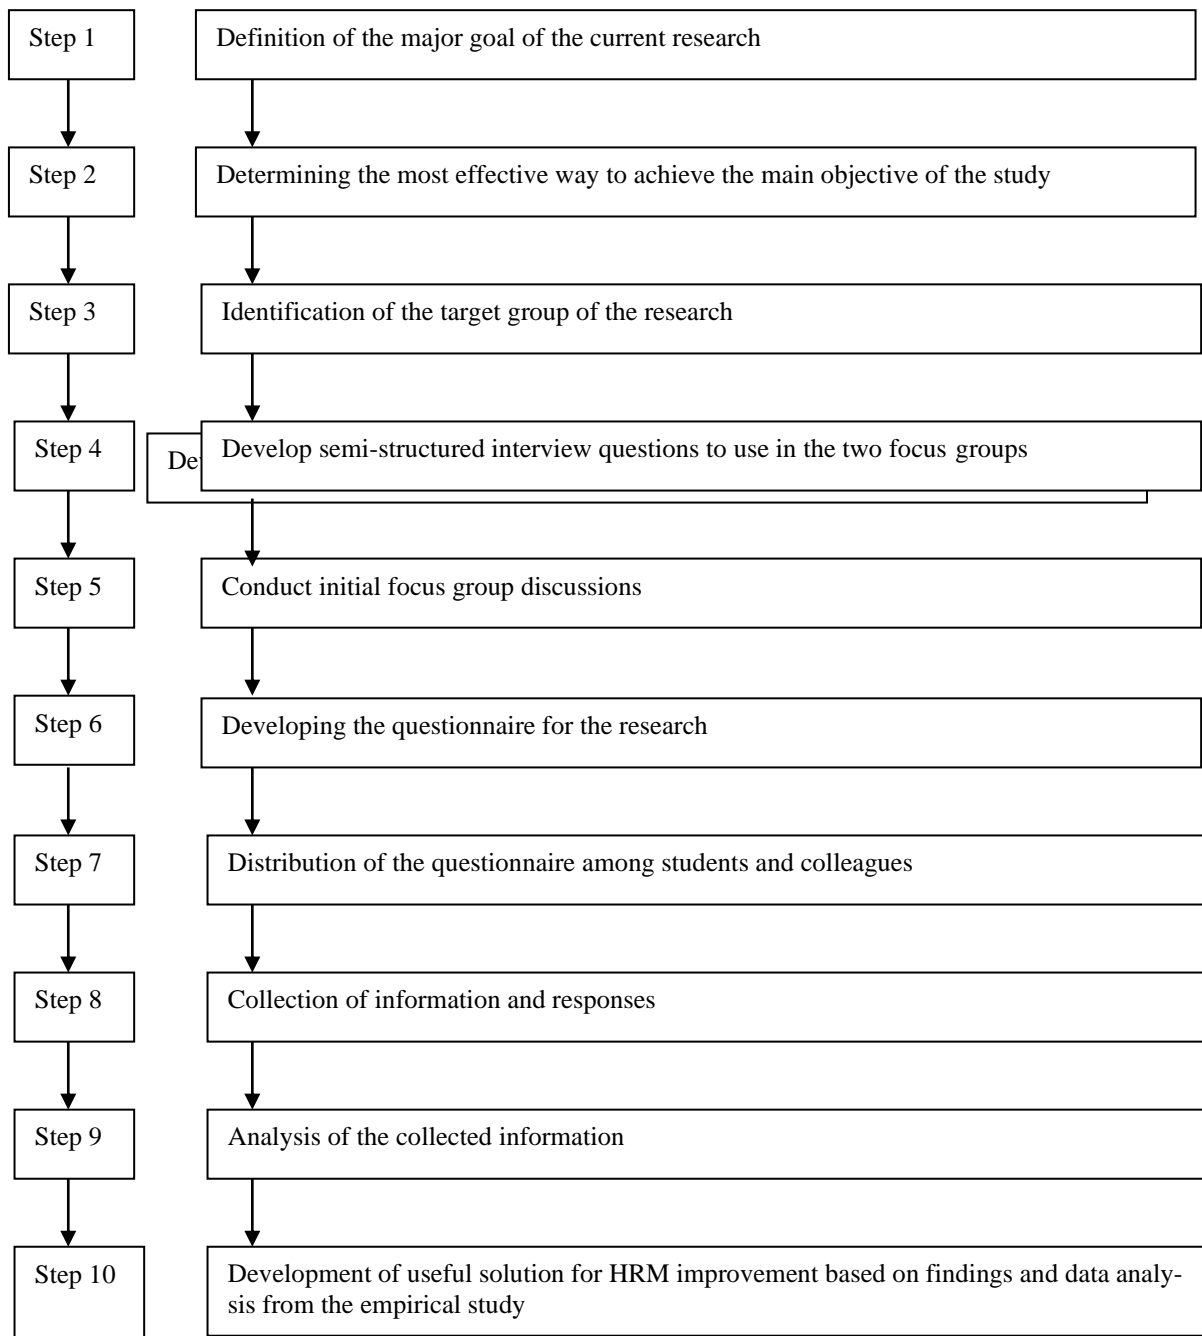 Step 1
Definition of the major goal of the current research
Step 2
Determining the most effective way to achieve the main objective of the study
Step 3
Identification of the target group of the research
Step 4
De
Develop semi-structured interview questions to use in the two focus groups
Step 5
Conduct initial focus group discussions
Step 6
Developing the questionnaire for the research
Step 7
Distribution of the questionnaire among students and colleagues
Step 8
Collection of information and responses
Step 9
Analysis of the collected information
Step 10
Development of useful solution for HRM improvement based on findings and data analy-
sis from the empirical study